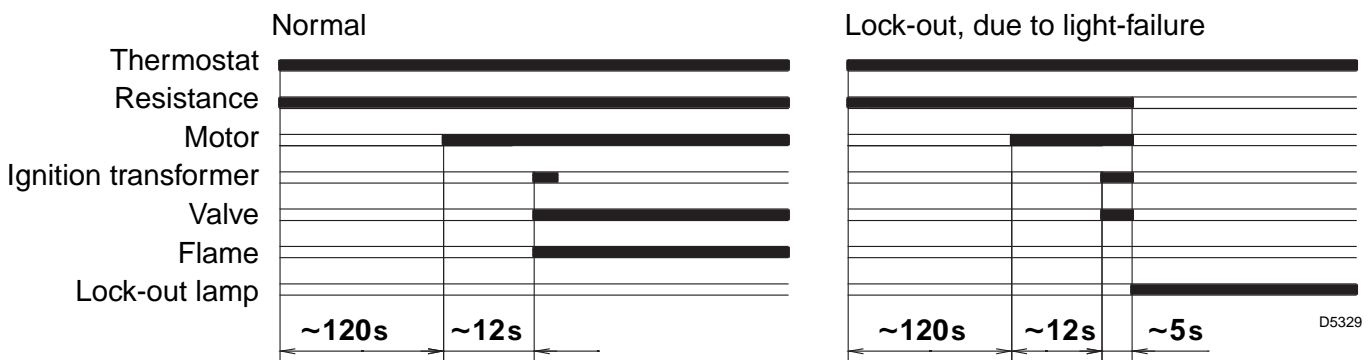 Normal
Lock-out, due to light-failure
Thermostat
Resistance
Motor
Ignition transformer
Valve
Flame
Lock-out lamp
~120s
~12s
~120s
~12s
~5s
D5329